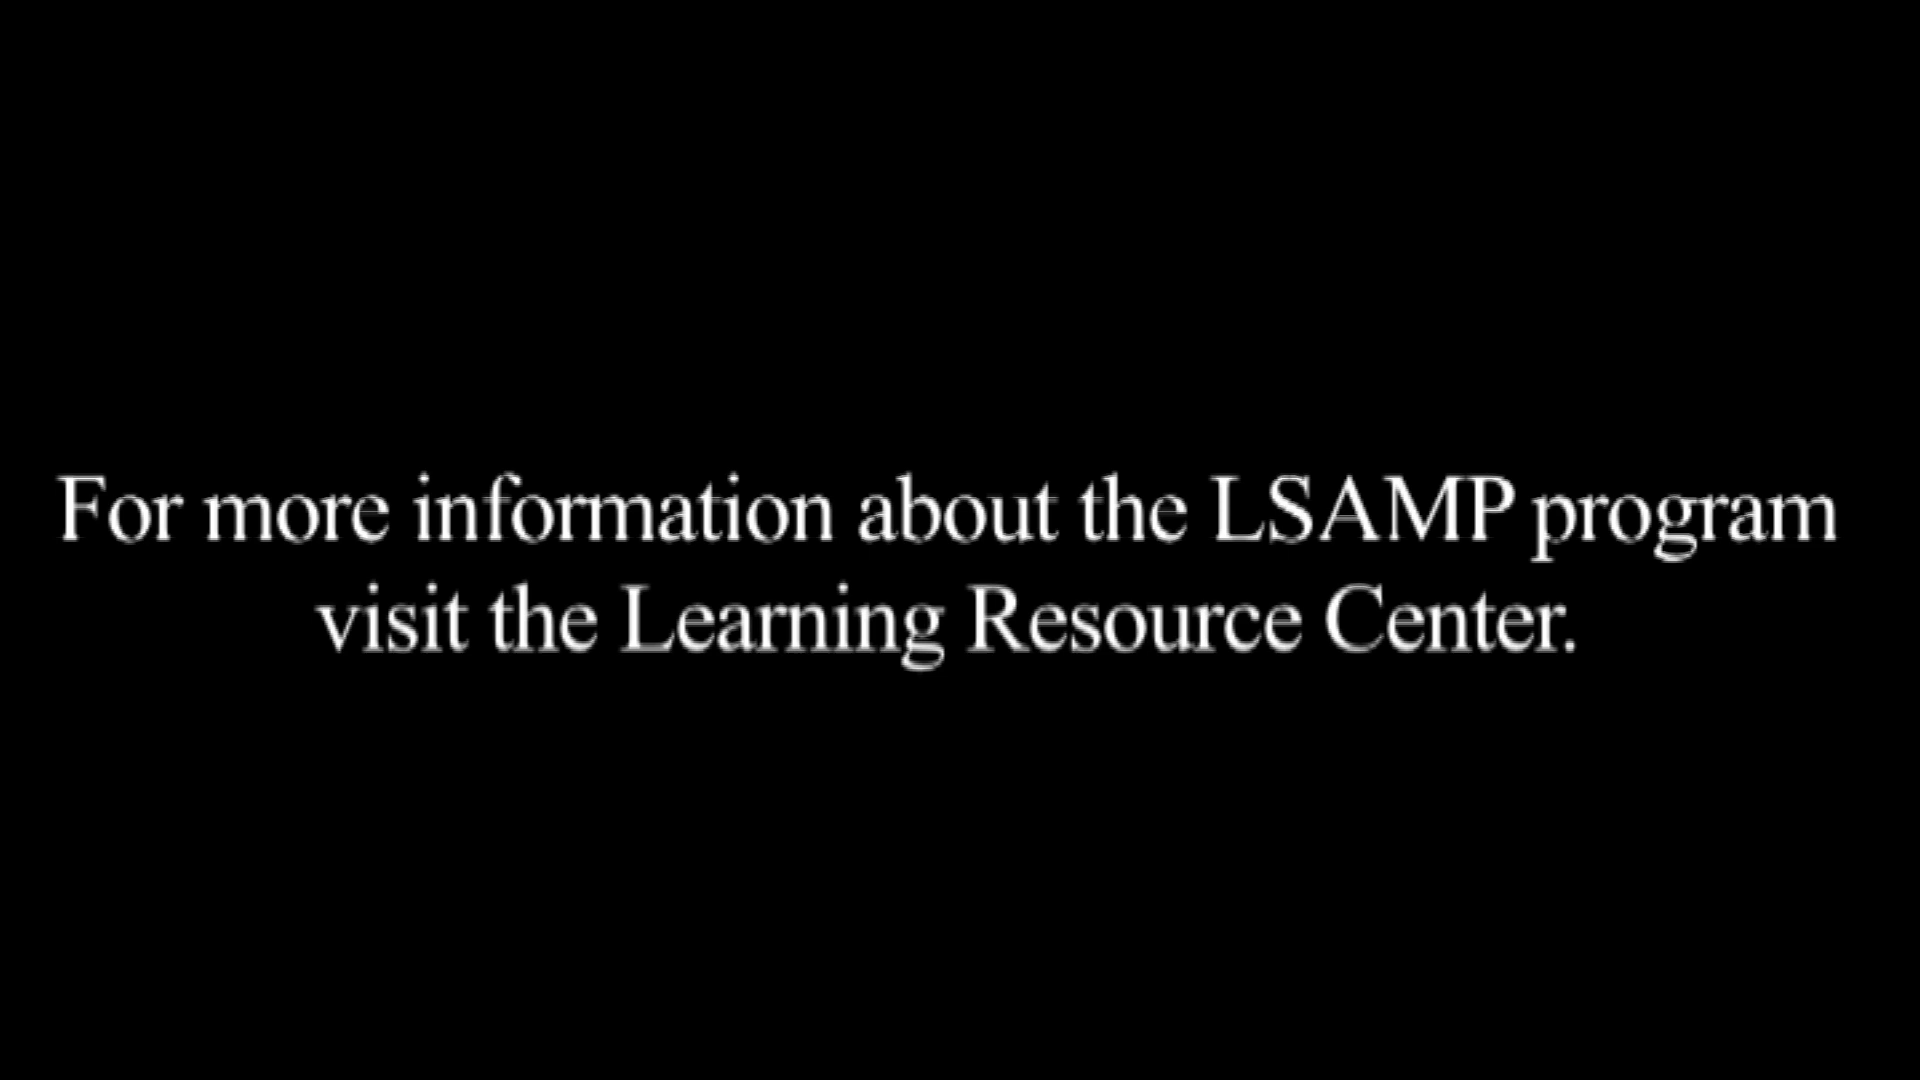 For more information about the LSAMP program
visit the Learning Resource Center.